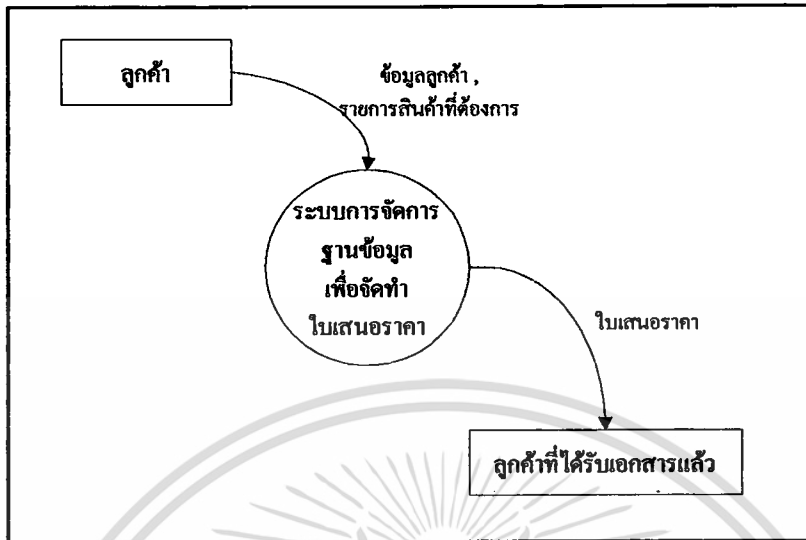 ลูกค้า
ข้อมูลลูกค้า ,
รายการสินค้าที่ต้องการ
ระบบการจัดการ
ฐานข้อมูล
เพื่อจัดทำ
ใบเสนอราคา
ใบเสนอราคา
ลูกค้าที่ได้รับเอกสารแล้ว